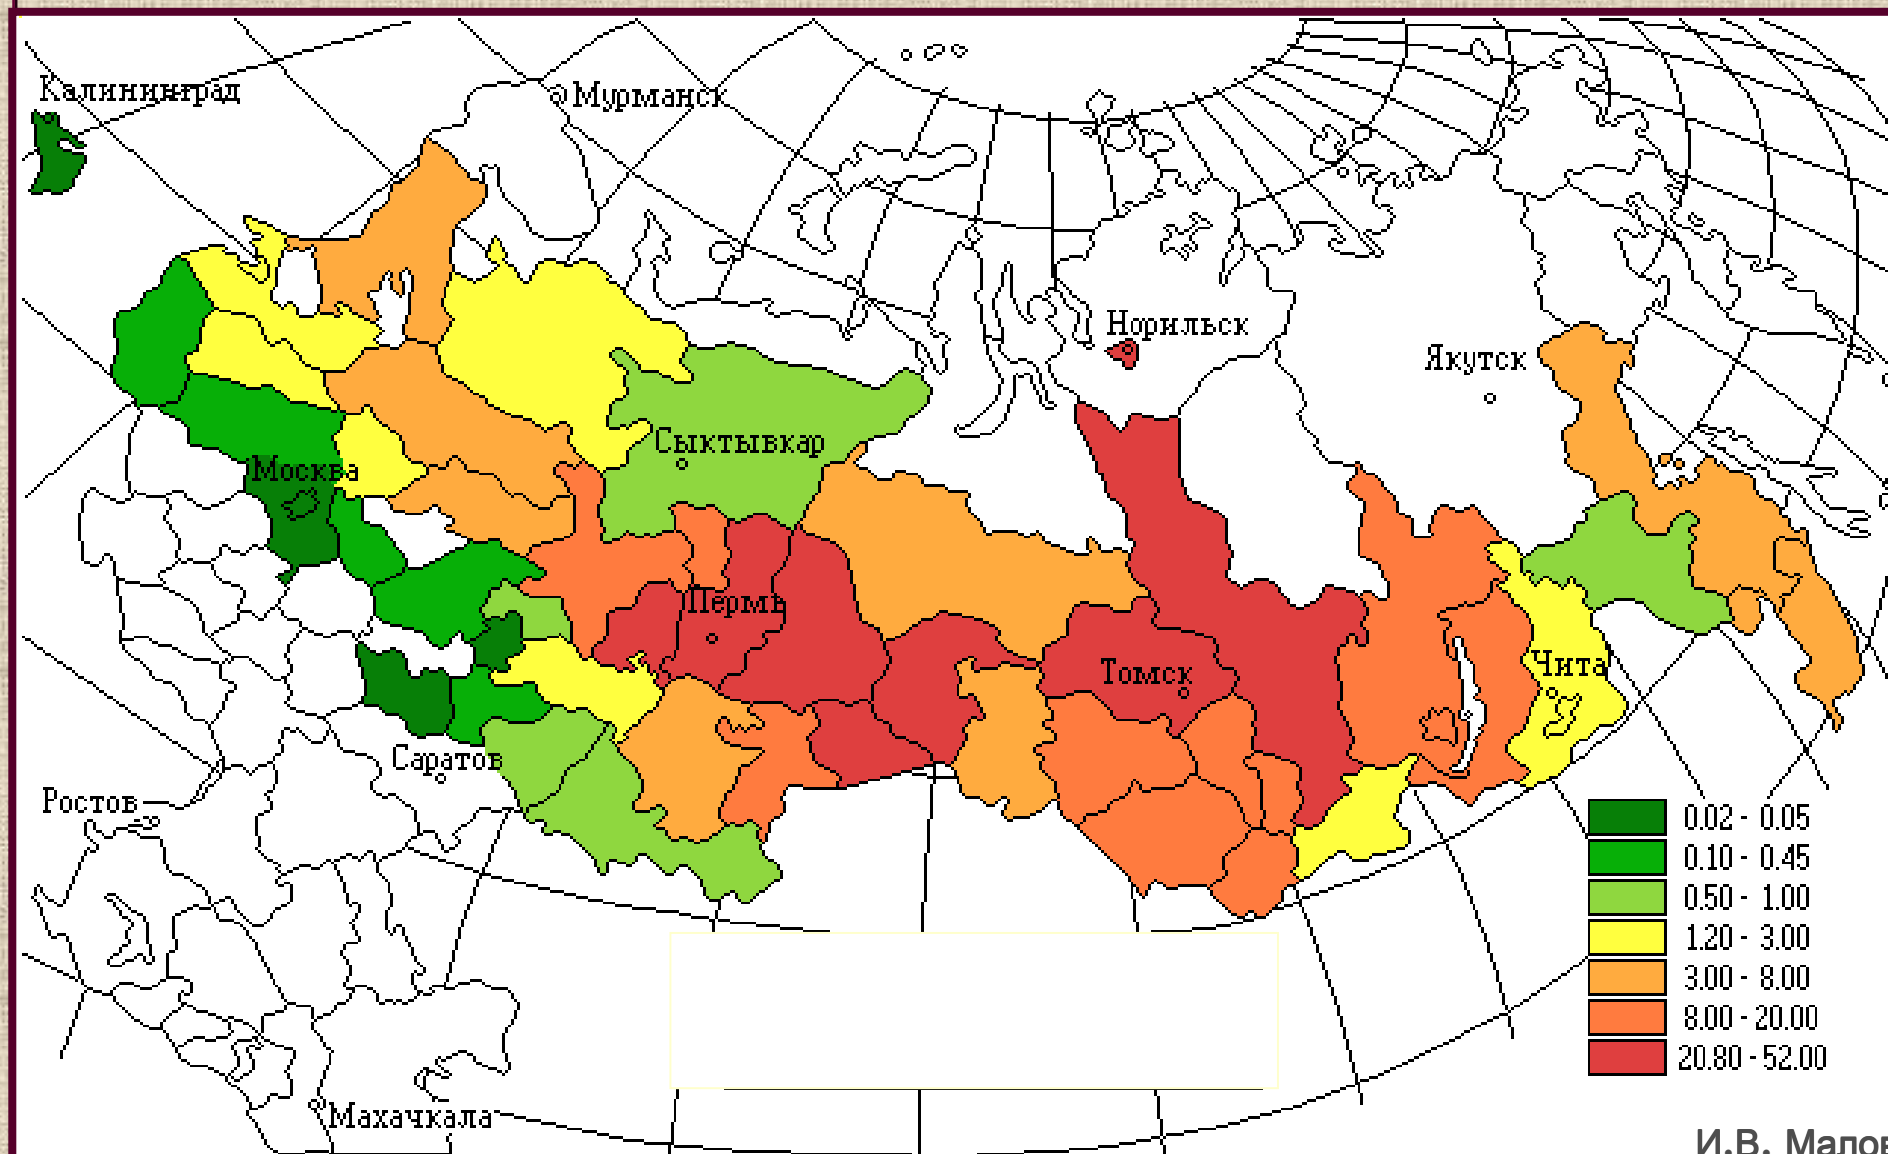 Калининград
Мурманск
Норильск
Якутск
Сыктывкар
Москва
Пермь
Томск
Чита
Саратов
Ростов
Махачкала
0.02 - 0.05
0.10 - 0.45
0.50 - 1.00
1.20 - 3.00
3.00 - 8.00
8.00 - 20.00
20.80 - 52.00
И.В. Малов